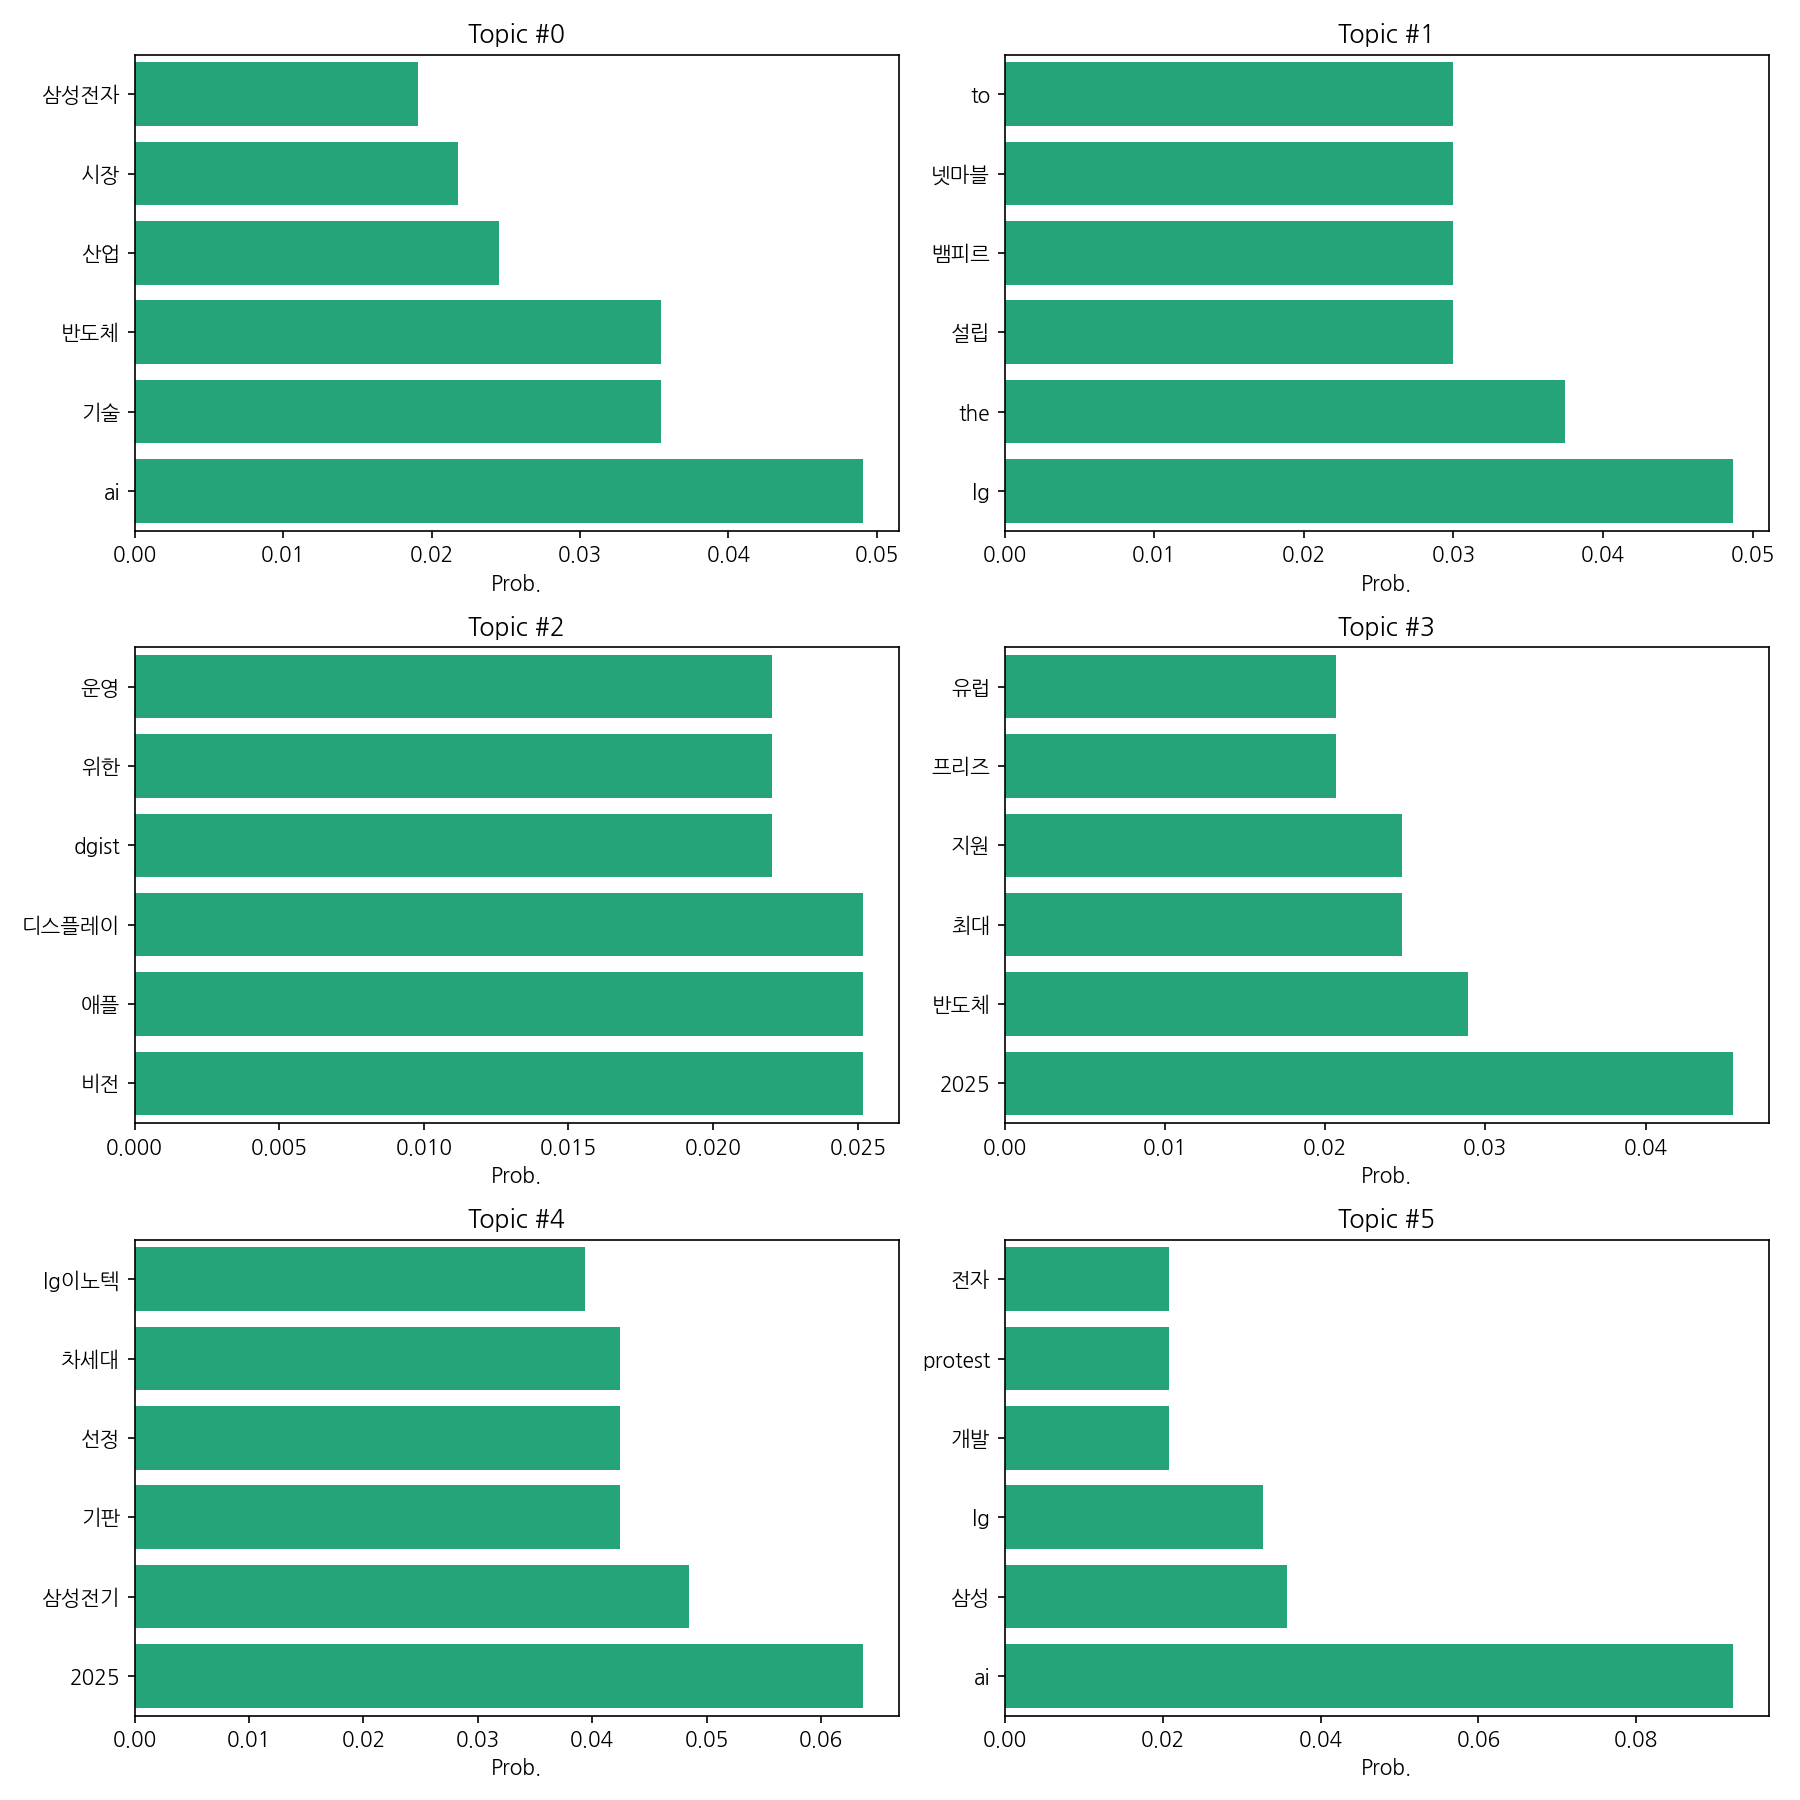 Topic #0
삼성전자
시장
산업
반도체
기술
ai
0.00 0.01 0.02 0.03 0.04 0.05
Prob.
Topic #1
to
넷마블
뱀피르
설립
the
lg
0.00 0.01 0.02 0.03 0.04 0.05
Prob.
Topic #2
운영
위한
dgist
디스플레이
애플
비전
0.000 0.005 0.010 0.015 0.020 0.025
Prob.
Topic #3
유럽
프리즈
지원
최대
반도체
2025
0.00 0.01 0.02 0.03 0.04
Prob.
Topic #4
lg이노텍
차세대
선정
기판
삼성전기
2025
0.00 0.01 0.02 0.03 0.04 0.05 0.06
Prob.
Topic #5
전자
protest
개발
lg
삼성
ai
0.00 0.02 0.04 0.06 0.08
Prob.